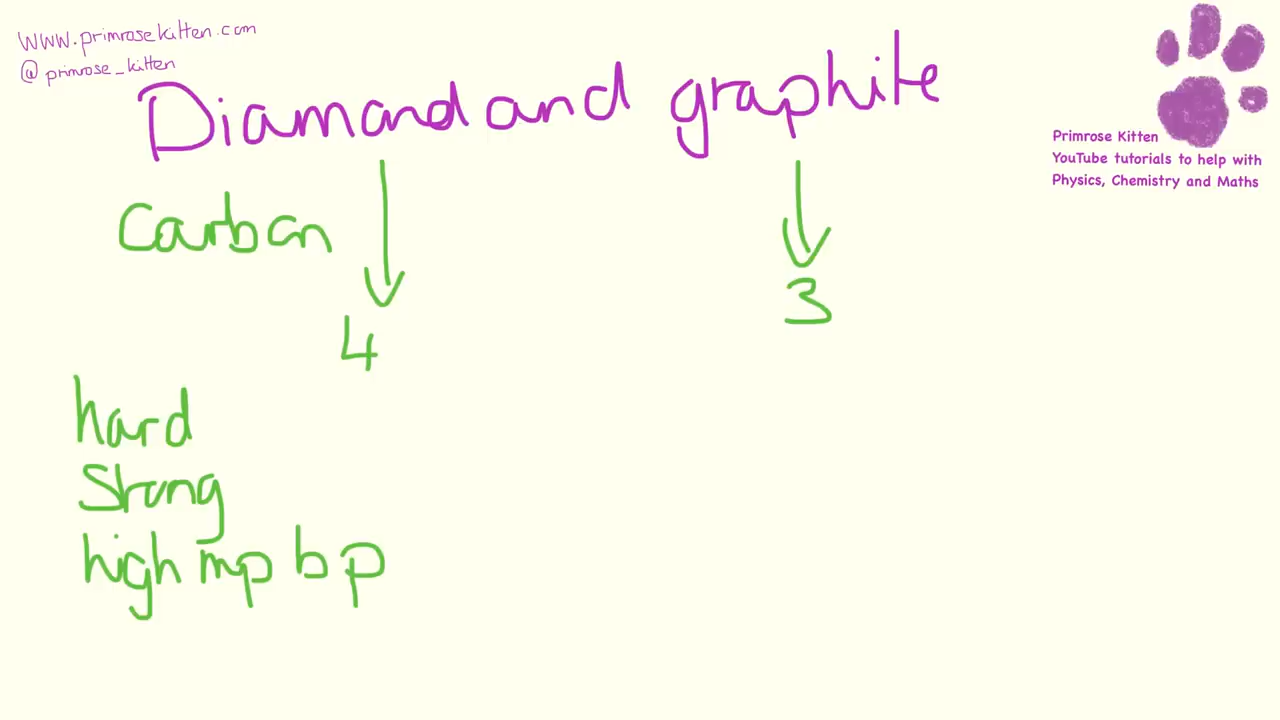 www.primrosekitten.com
@primrose_kitten
Diamond and graphite
Primrose Kitten
YouTube tutorials to help with
Physics, Chemistry and Maths
Carbon
4
3
hard
Strong
high mp bp